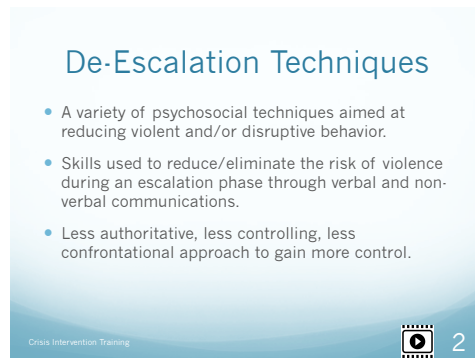 De-Escalation Techniques
• A variety of psychosocial techniques aimed at
reducing violent and/or disruptive behavior.
• Skills used to reduce/eliminate the risk of violence
during an escalation phase through verbal and non-
verbal communications.
• Less authoritative, less controlling, less
confrontational approach to gain more control.
Crisis Intervention Training
2